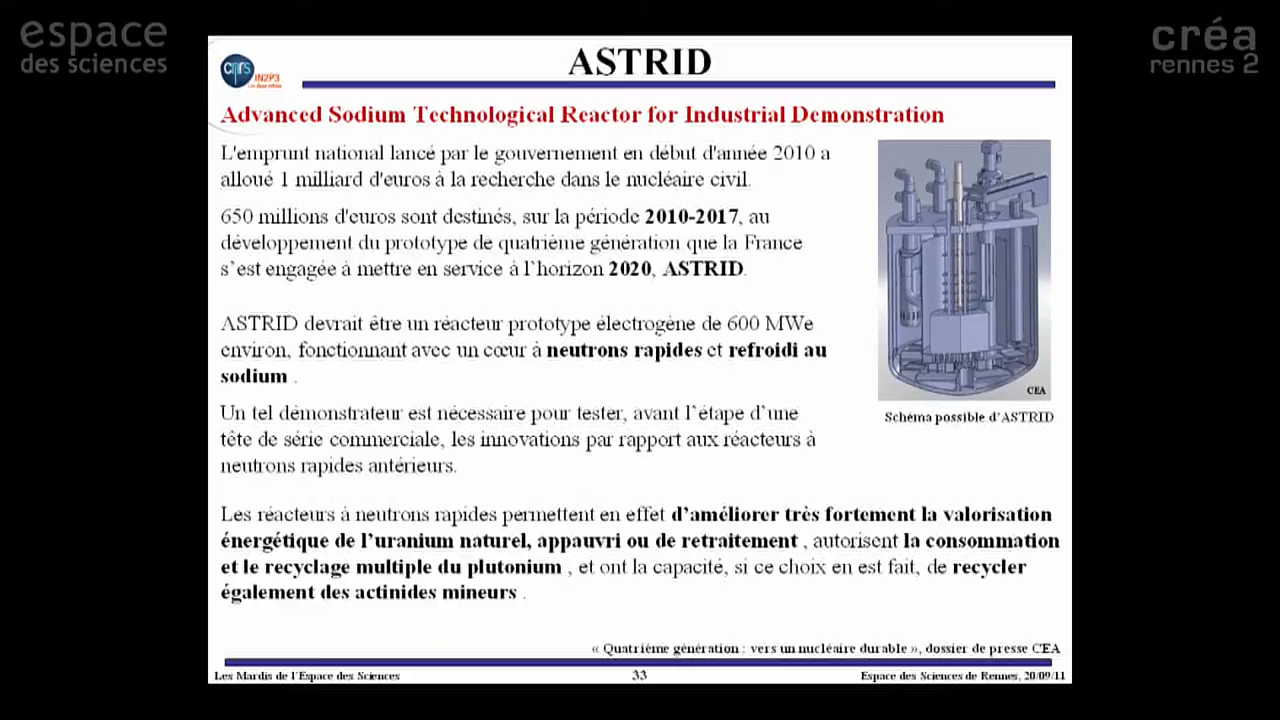 espace
des sciences
créa
rennes 2
ASTRID
cnrs
IN2P3
Advanced Sodium Technological Reactor for Industrial Demonstration
L'emprunt national lancé par le gouvernement en début d'année 2010 a
alloué 1 milliard d'euros à la recherche dans le nucléaire civil.
650 millions d'euros sont destinés, sur la période 2010-2017, au
développement du prototype de quatrième génération que la France
s’est engagée à mettre en service à l’horizon 2020, ASTRID.
ASTRID devrait être un réacteur prototype électrogène de 600 MWe
environ, fonctionnant avec un cœur à neutrons rapides et refroidi au
sodium .
Un tel démonstrateur est nécessaire pour tester, avant l’étape d’une
tête de série commerciale, les innovations par rapport aux réacteurs à
neutrons rapides antérieurs.
CEA
Schéma possible d’ASTRID
Les réacteurs à neutrons rapides permettent en effet d’améliorer très fortement la valorisation
énergétique de l’uranium naturel, appauvri ou de retraitement , autorisent la consommation
et le recyclage multiple du plutonium , et ont la capacité, si ce choix en est fait, de recycler
également des actinides mineurs .
« Quatrième génération : vers un nucléaire durable », dossier de presse CEA
Les Mardis de l’Espace des Sciences
33
Espace des Sciences de Rennes, 20/09/11